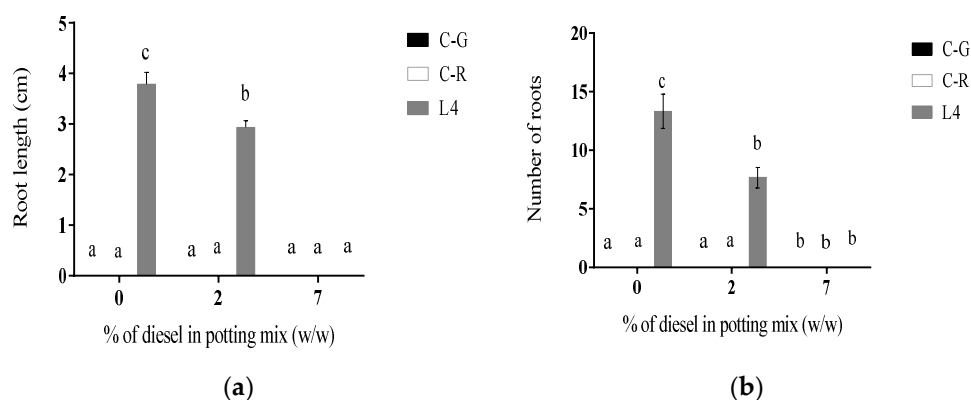 5
4
3
2
1
0
Root length (cm)
c
b
a a
a a
a a a
0 2 7
% of diesel in potting mix (w/w)
C-G
C-R
L4
(a)
20
15
10
5
0
Number of roots
c
b
a a
a a
b b b
0 2 7
% of diesel in potting mix (w/w)
C-G
C-R
L4
(b)